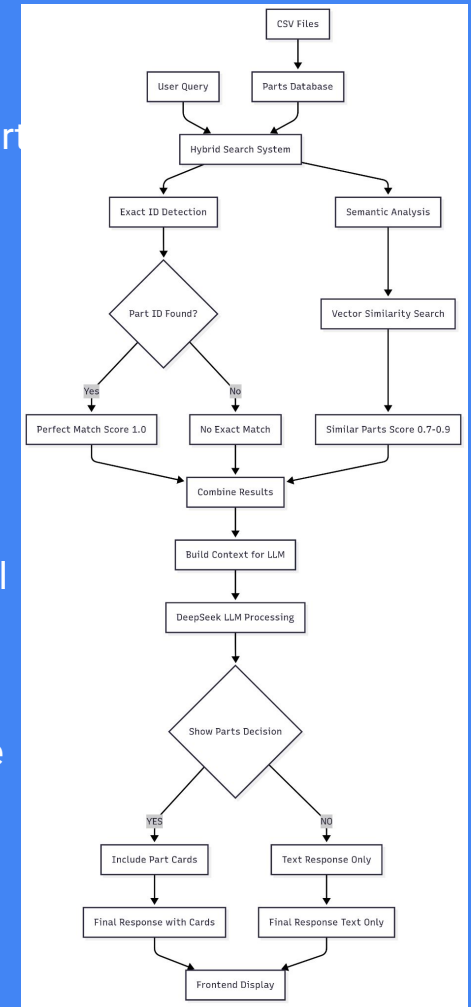 CSV Files
User Query
Parts Database
Hybrid Search System
Exact ID Detection
Semantic Analysis
Part ID Found?
Vector Similarity Search
Yes
No
Perfect Match Score 1.0
No Exact Match
Similar Parts Score 0.7-0.9
Combine Results
Build Context for LLM
DeepSeek LLM Processing
Show Parts Decision
YES
NO
Include Part Cards
Text Response Only
Final Response with Cards
Final Response Text Only
Frontend Display